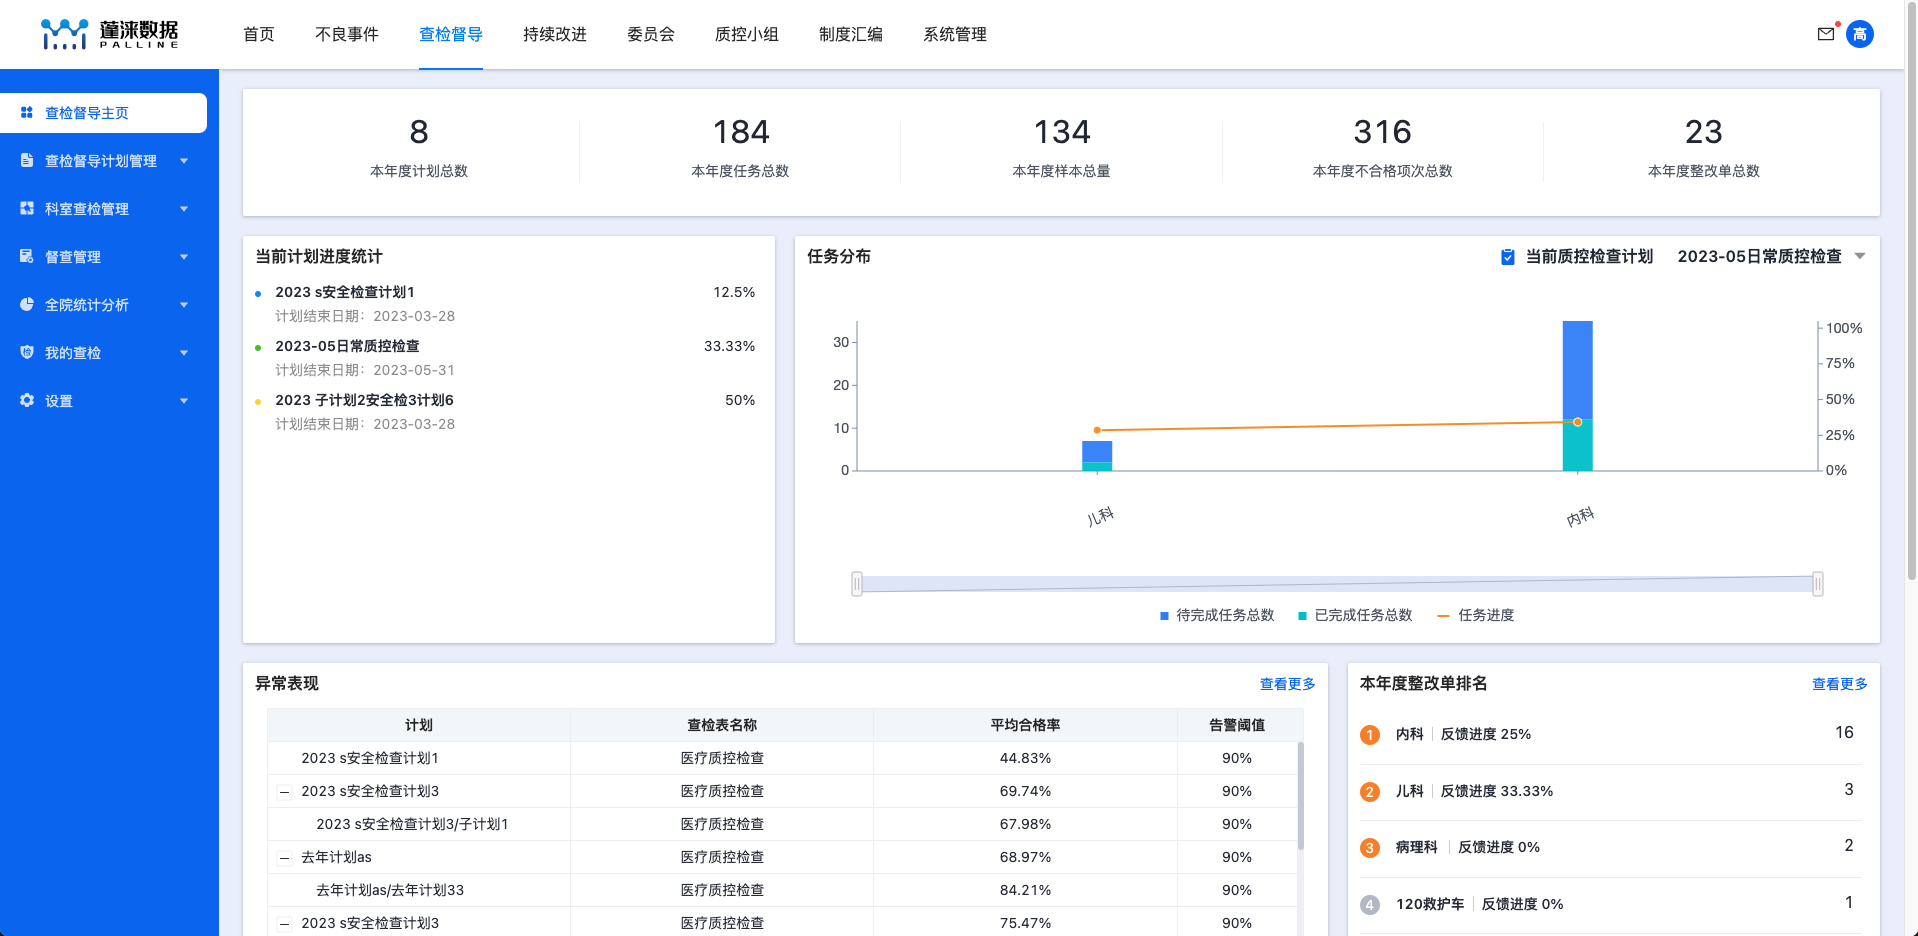 蓬涞数据
PALLINE
首页 不良事件 查检督导 持续改进 委员会 质控小组 制度汇编 系统管理
高
查检督导主页
查检督导计划管理
科室查检管理
督查管理
全院统计分析
我的查检
设置
8 184 134 316 23
本年度计划总数 本年度任务总数 本年度样本总量 本年度不合格项次总数 本年度整改单总数
当前计划进度统计
2023 s安全检查计划1 12.5%
计划结束日期：2023-03-28
2023-05日常质控检查 33.33%
计划结束日期：2023-05-31
2023 子计划2安全检3计划6 50%
计划结束日期：2023-03-28
任务分布 当前质控检查计划 2023-05日常质控检查
30
20
10
0
100%
75%
50%
25%
0%
儿科 内科
待完成任务总数 已完成任务总数 任务进度
异常表现 查看更多
计划 查检表名称 平均合格率 告警阈值
2023 s安全检查计划1 医疗质控检查 44.83% 90%
2023 s安全检查计划3 医疗质控检查 69.74% 90%
2023 s安全检查计划3/子计划1 医疗质控检查 67.98% 90%
去年计划as 医疗质控检查 68.97% 90%
去年计划as/去年计划33 医疗质控检查 84.21% 90%
2023 s安全检查计划3 医疗质控检查 75.47% 90%
本年度整改单排名 查看更多
1 内科 反馈进度 25% 16
2 儿科 反馈进度 33.33% 3
3 病理科 反馈进度 0% 2
4 120救护车 反馈进度 0% 1